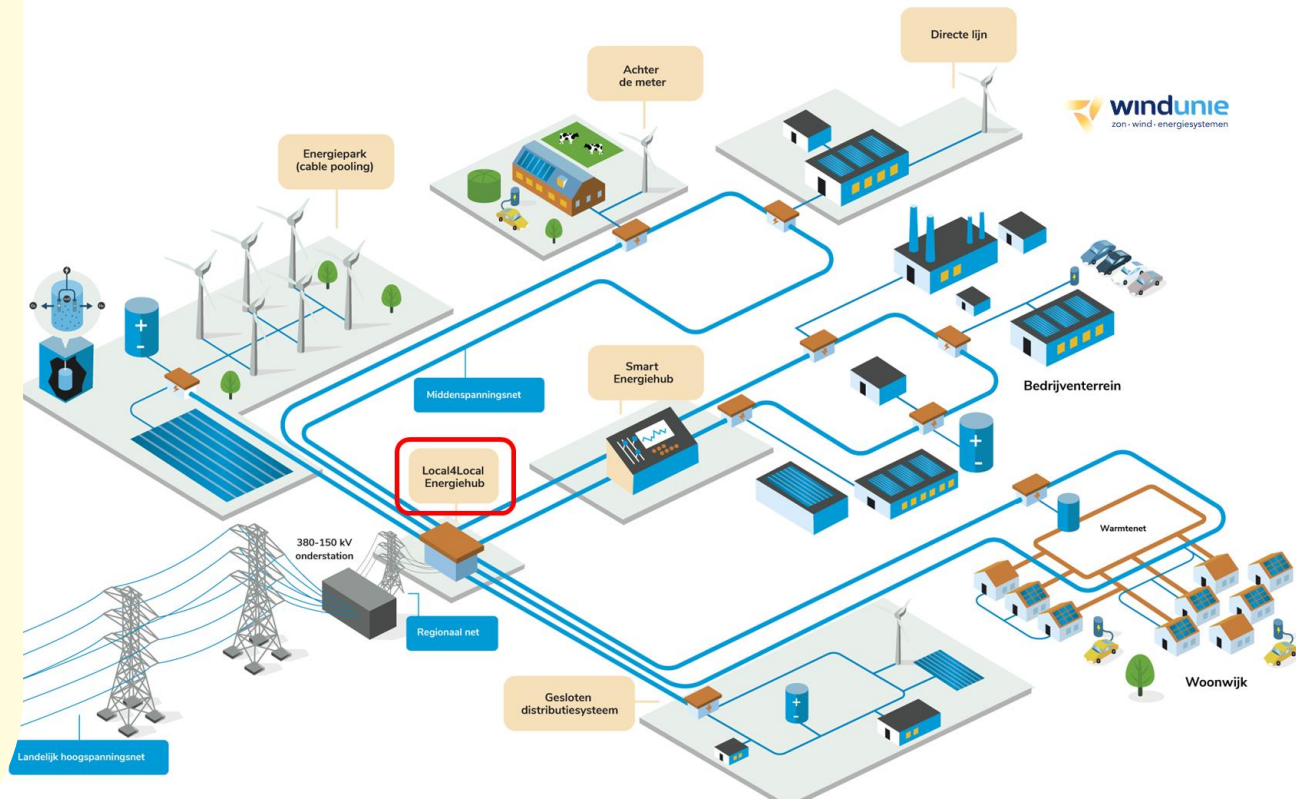 Directe lijn
Achter
de meter
windunie
zon · wind · energiesystemen
Energiepark
(cable pooling)
Smart
Energiehub
Middenspanningsnet
Bedrijventerrein
Local4Local
Energiehub
380-150 kV
onderstation
Warmtenet
Regionaal net
Woonwijk
Gesloten
distributiesysteem
Landelijk hoogspanningsnet
+
-
+
-
+
-